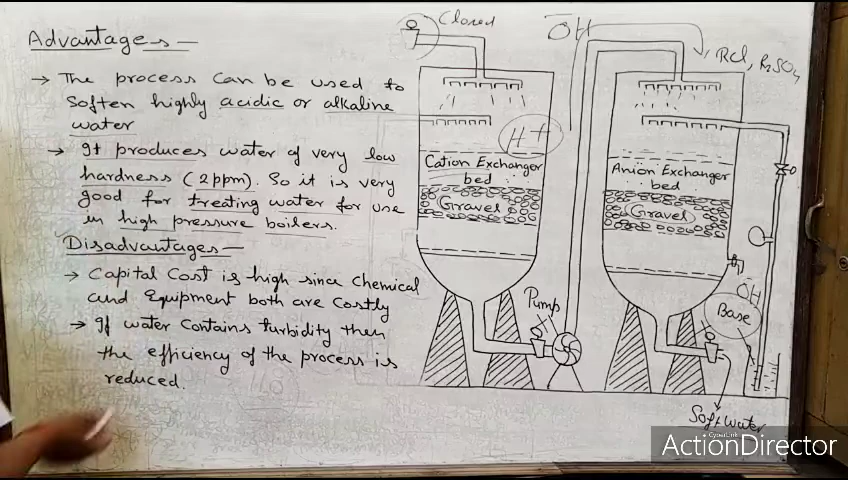 Advantages -
→ The process can be used to
soften highly acidic or alkaline
water
→ It produces water of very low
hardness (2ppm). So it is very
good for treating water for use
in high pressure boilers.
Disadvantages -
→ Capital Cost is high since Chemical
and Equipment both are Costly
→ If water contains turbidity then
the efficiency of the process is
reduced.
Closed
H+
Cation Exchanger
bed
Gravel
Pump
OH
Anion Exchanger
bed
Gravel
OH
Base
Soft water
CyberLink
ActionDirector